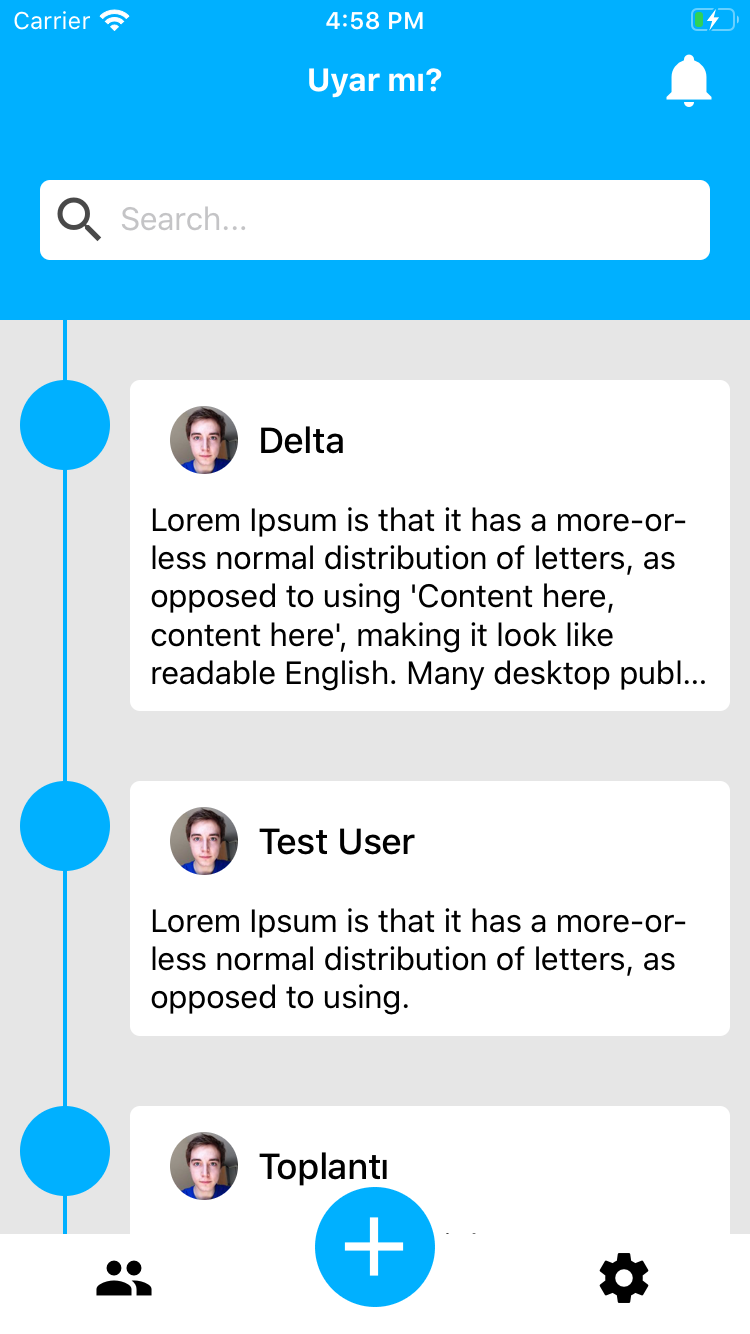 Carrier 4:58 PM
Uyar mı?
Search...
Delta
Lorem Ipsum is that it has a more-or-
less normal distribution of letters, as
opposed to using 'Content here,
content here', making it look like
readable English. Many desktop publ...
Test User
Lorem Ipsum is that it has a more-or-
less normal distribution of letters, as
opposed to using.
Toplantı